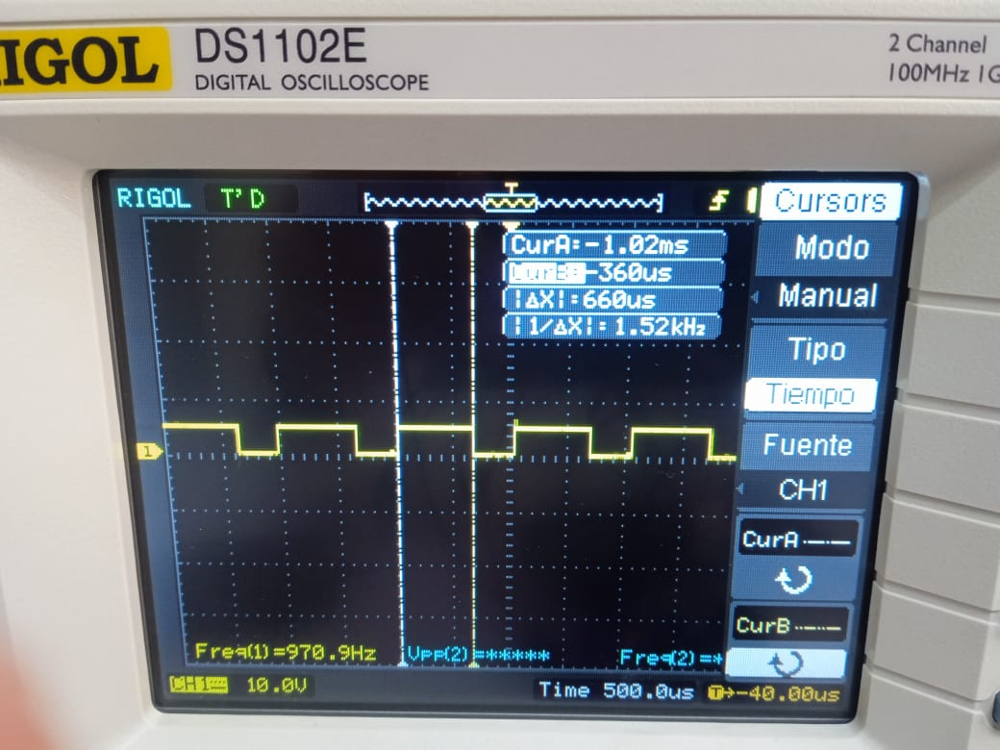 RIGOL DS1102E
DIGITAL OSCILLOSCOPE
2 Channel
100MHz 1G
RIGOL T'D
T
Cursors
CurA:-1.02ms
CurB:-360us
|ΔX|:660us
|1/ΔX|: 1.52kHz
Modo
Manual
Tipo
Tiempo
Fuente
CH1
CurA
CurB
1
Freq(1)=970.9Hz Vpp(2)=****** Freq(2)=*
CH1 10.0V Time 500.0us T→-40.00us